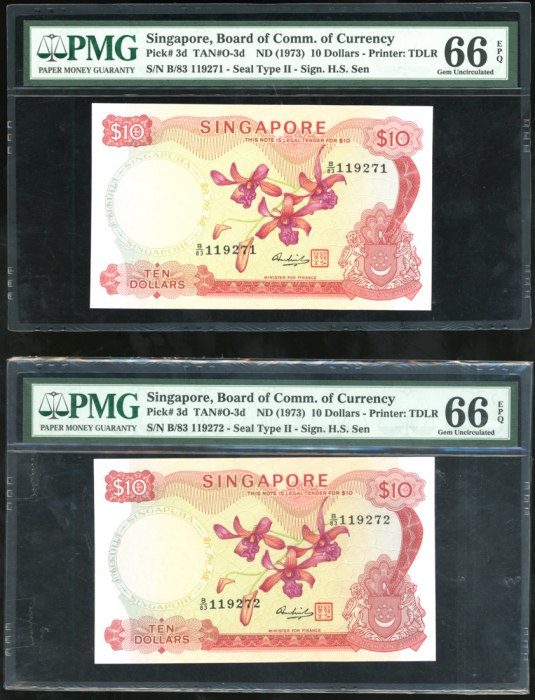 PMG
PAPER MONEY GUARANTY
Singapore, Board of Comm. of Currency
Pick# 3d TAN#O-3d ND (1973) 10 Dollars - Printer: TDLR
S/N B/83 119271 - Seal Type II - Sign. H.S. Sen
66 EPQ
Gem Uncirculated
$10
SINGAPORE
THIS NOTE IS LEGAL TENDER FOR $10
$10
B/83 119271
SINGAPURA
SINGAPORE
B/83 119271
TEN
DOLLARS
MINISTER FOR FINANCE
PMG
PAPER MONEY GUARANTY
Singapore, Board of Comm. of Currency
Pick# 3d TAN#O-3d ND (1973) 10 Dollars - Printer: TDLR
S/N B/83 119272 - Seal Type II - Sign. H.S. Sen
66 EPQ
Gem Uncirculated
$10
SINGAPORE
THIS NOTE IS LEGAL TENDER FOR $10
$10
B/83 119272
SINGAPURA
SINGAPORE
B/83 119272
TEN
DOLLARS
MINISTER FOR FINANCE